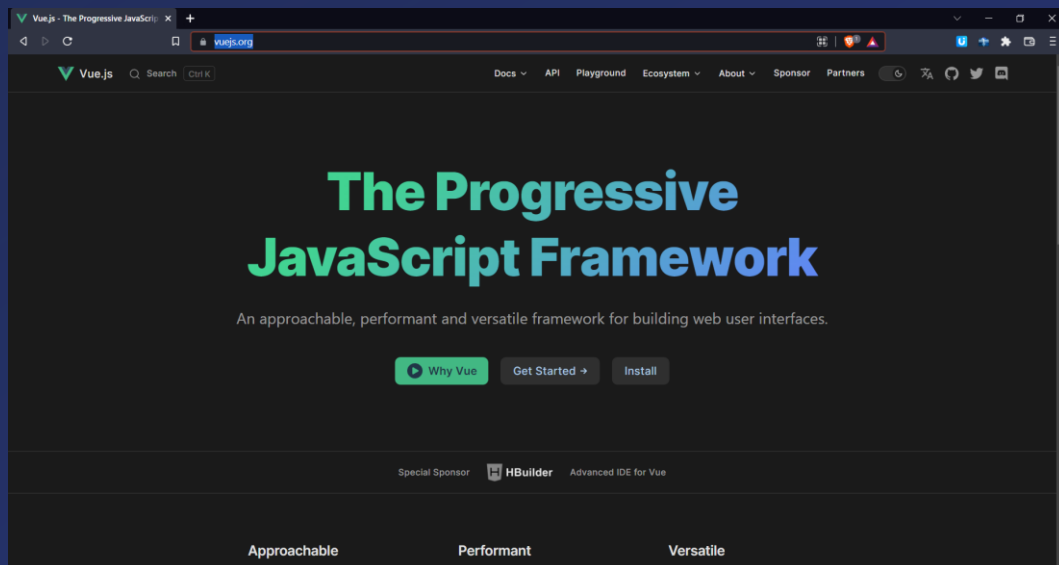 Vue.js - The Progressive JavaScrip
vuejs.org
Vue.js Search Ctrl K Docs API Playground Ecosystem About Sponsor Partners
The Progressive
JavaScript Framework
An approachable, performant and versatile framework for building web user interfaces.
Why Vue Get Started → Install
Special Sponsor HBuilder Advanced IDE for Vue
Approachable Performant Versatile